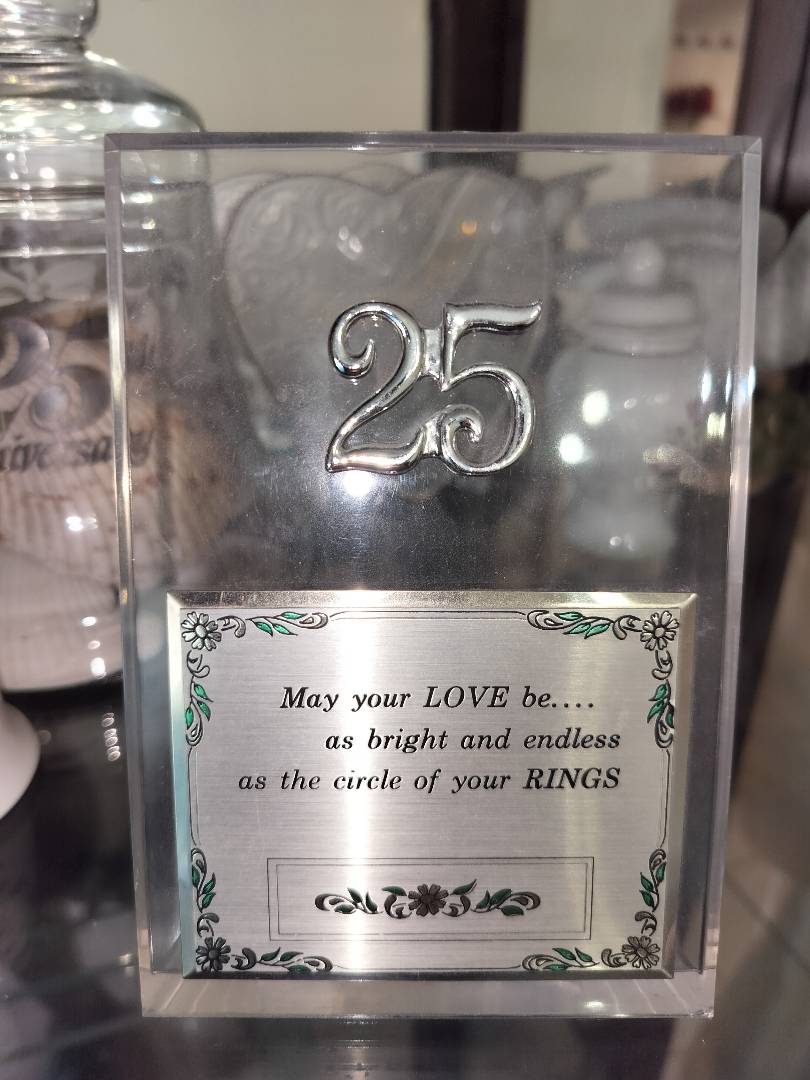 25
May your LOVE be....
as bright and endless
as the circle of your RINGS